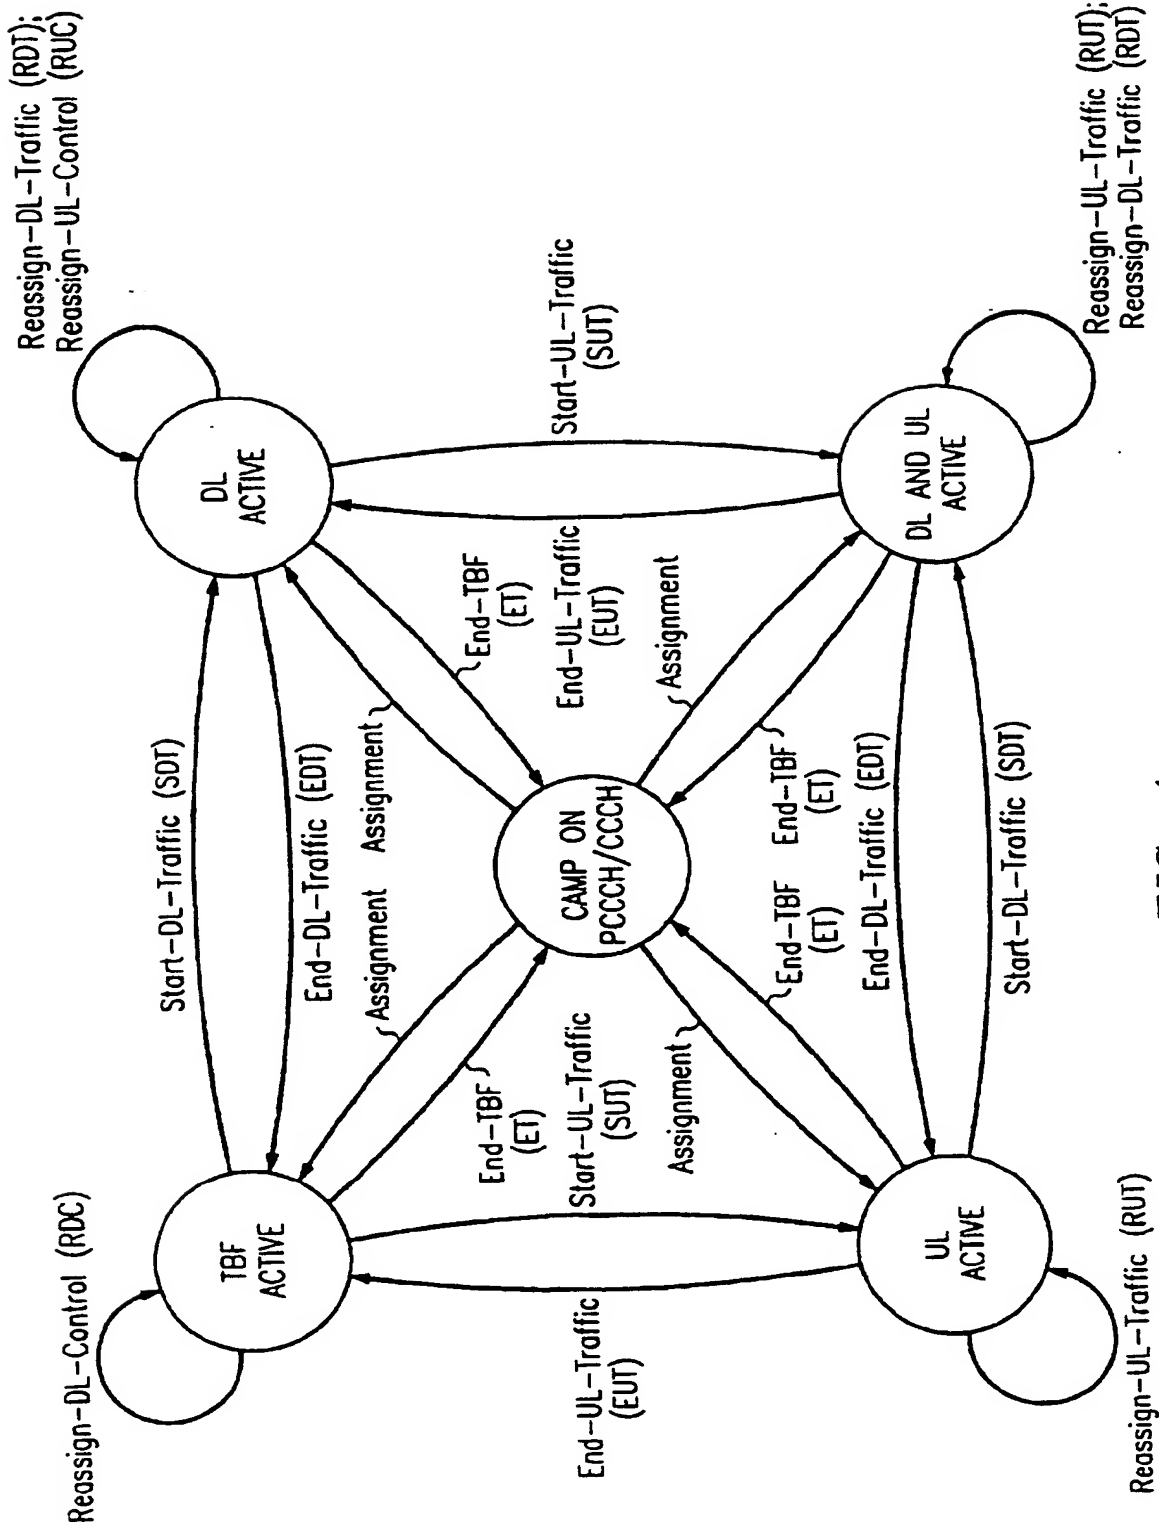 Reassign-DL-Control (RDC)
Reassign-DL-Traffic (RDT);
Reassign-UL-Control (RUC)
Start-DL-Traffic (SDT)
TBF
ACTIVE
DL
ACTIVE
End-DL-Traffic (EDT)
Assignment
Assignment
End-TBF
(ET)
End-TBF
(ET)
End-UL-Traffic
(EUT)
Start-UL-Traffic
(SUT)
CAMP ON
PCCCH/CCCH
End-UL-Traffic
(EUT)
Start-UL-Traffic
(SUT)
Assignment
Assignment
End-TBF
(ET)
End-TBF
(ET)
End-DL-Traffic (EDT)
UL
ACTIVE
DL AND UL
ACTIVE
Start-DL-Traffic (SDT)
Reassign-UL-Traffic (RUT)
Reassign-UL-Traffic (RUT);
Reassign-DL-Traffic (RDT)